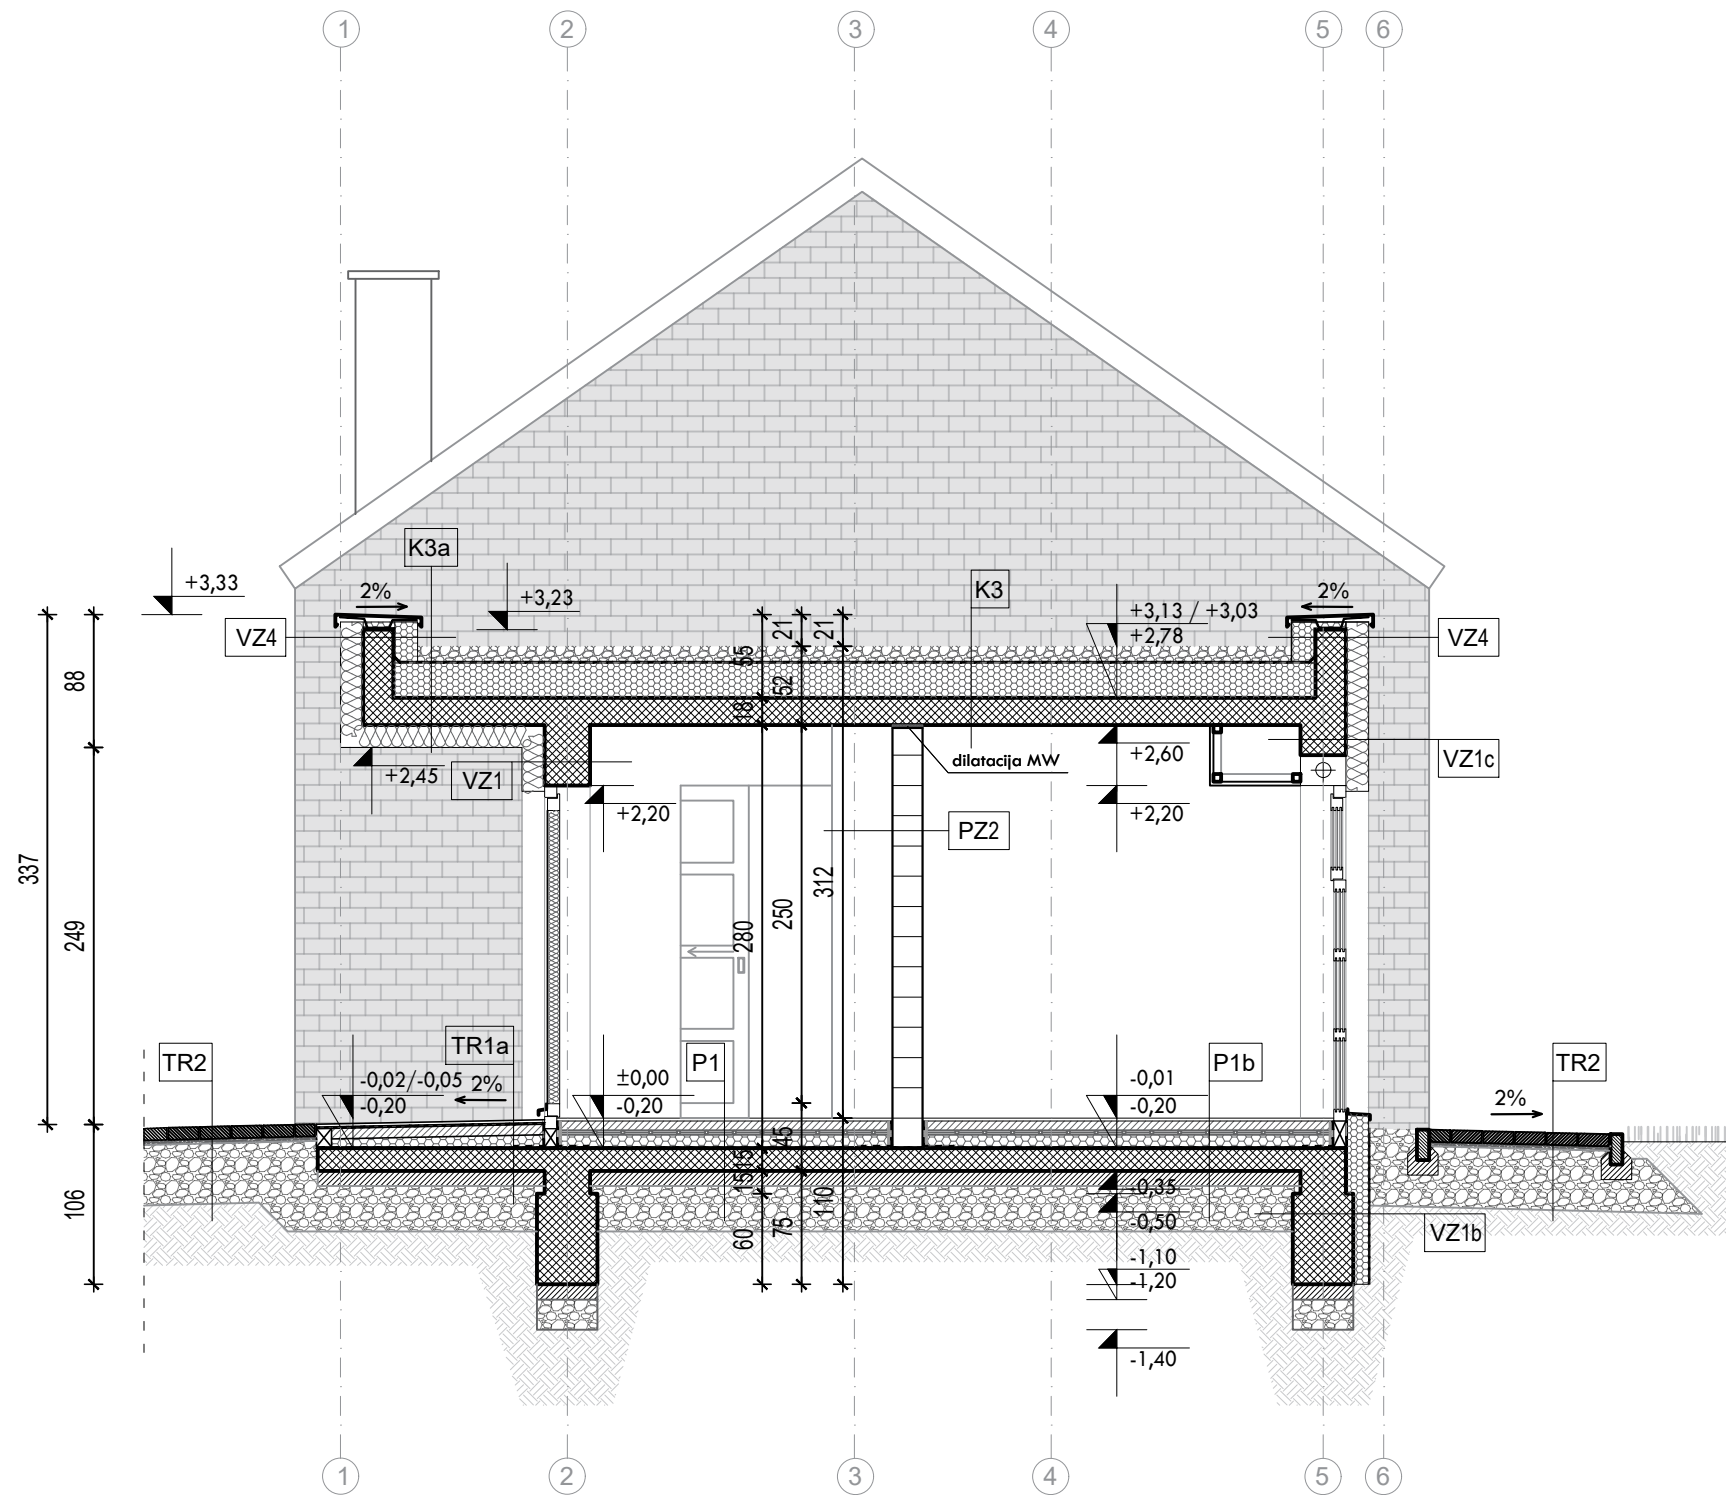 1 2 3 4 5 6
K3a
+3,33
2%
+3,23
K3
2%
+3,13 / +3,03
+2,78
VZ4
VZ4
21
21
55
52
18
88
+2,45
VZ1
dilatacija MW
+2,60
VZ1c
+2,20
+2,20
PZ2
337
249
280
250
312
TR2
TR1a
P1
P1b
TR2
-0,02/-0,05
2%
-0,20
±0,00
-0,20
-0,01
-0,20
2%
45
15
15
106
60
75
110
-0,35
-0,50
VZ1b
-1,10
-1,20
-1,40
1 2 3 4 5 6